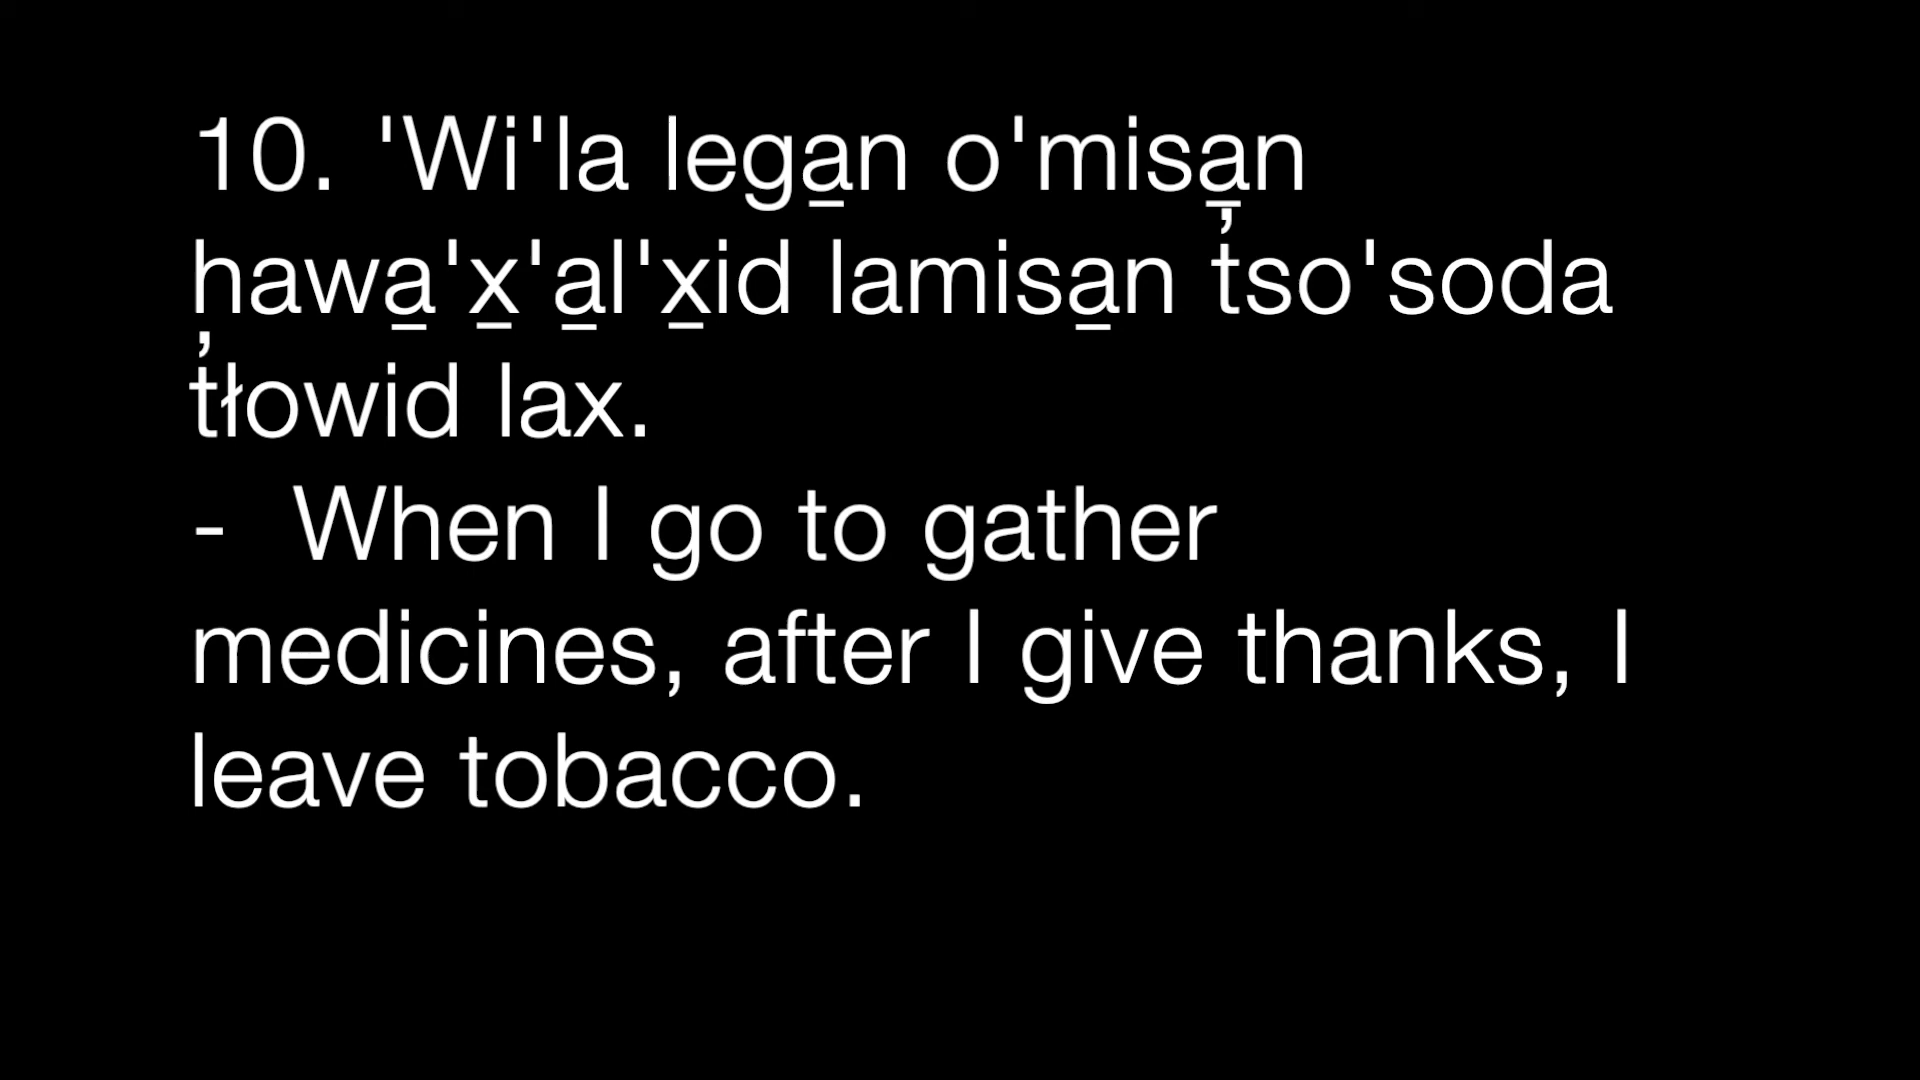 10. 'Wi'la lega̱n o'misa̱n
hawa̱'x̱'a̱l'x̱id lamisa̱n t̓so'soda
t̓łowid lax.
- When I go to gather
medicines, after I give thanks, I
leave tobacco.